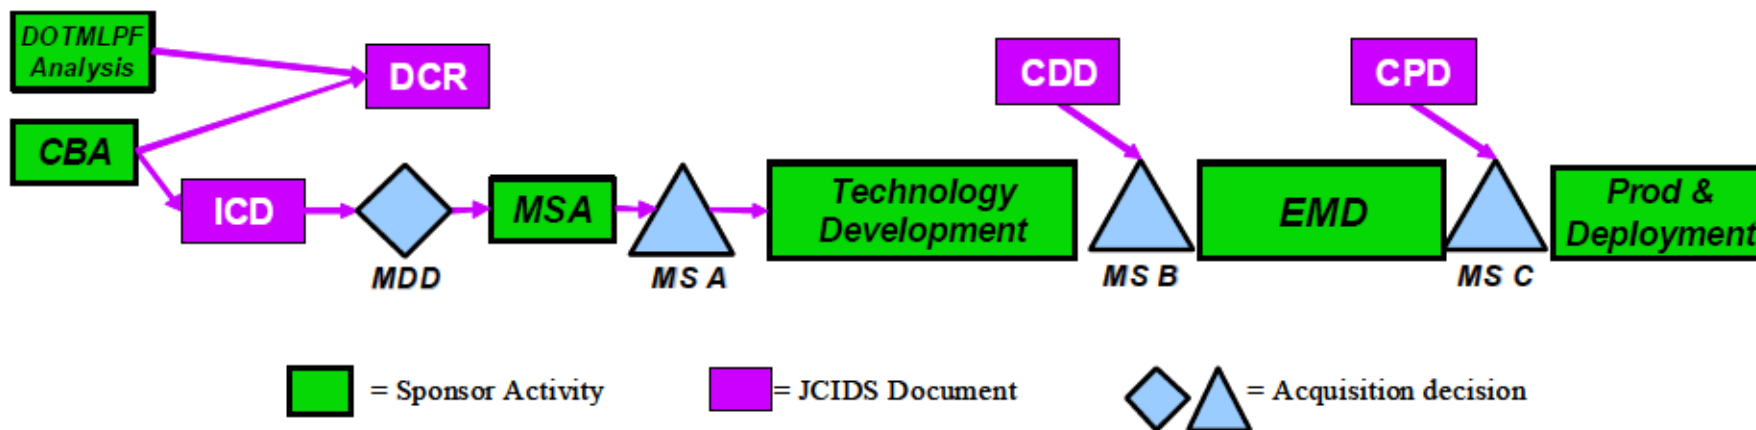 DOTMLPF
Analysis
DCR
CDD
CPD
CBA
ICD
MSA
Technology
Development
EMD
Prod &
Deployment
MDD
MS A
MS B
MS C
= Sponsor Activity
= JCIDS Document
= Acquisition decision